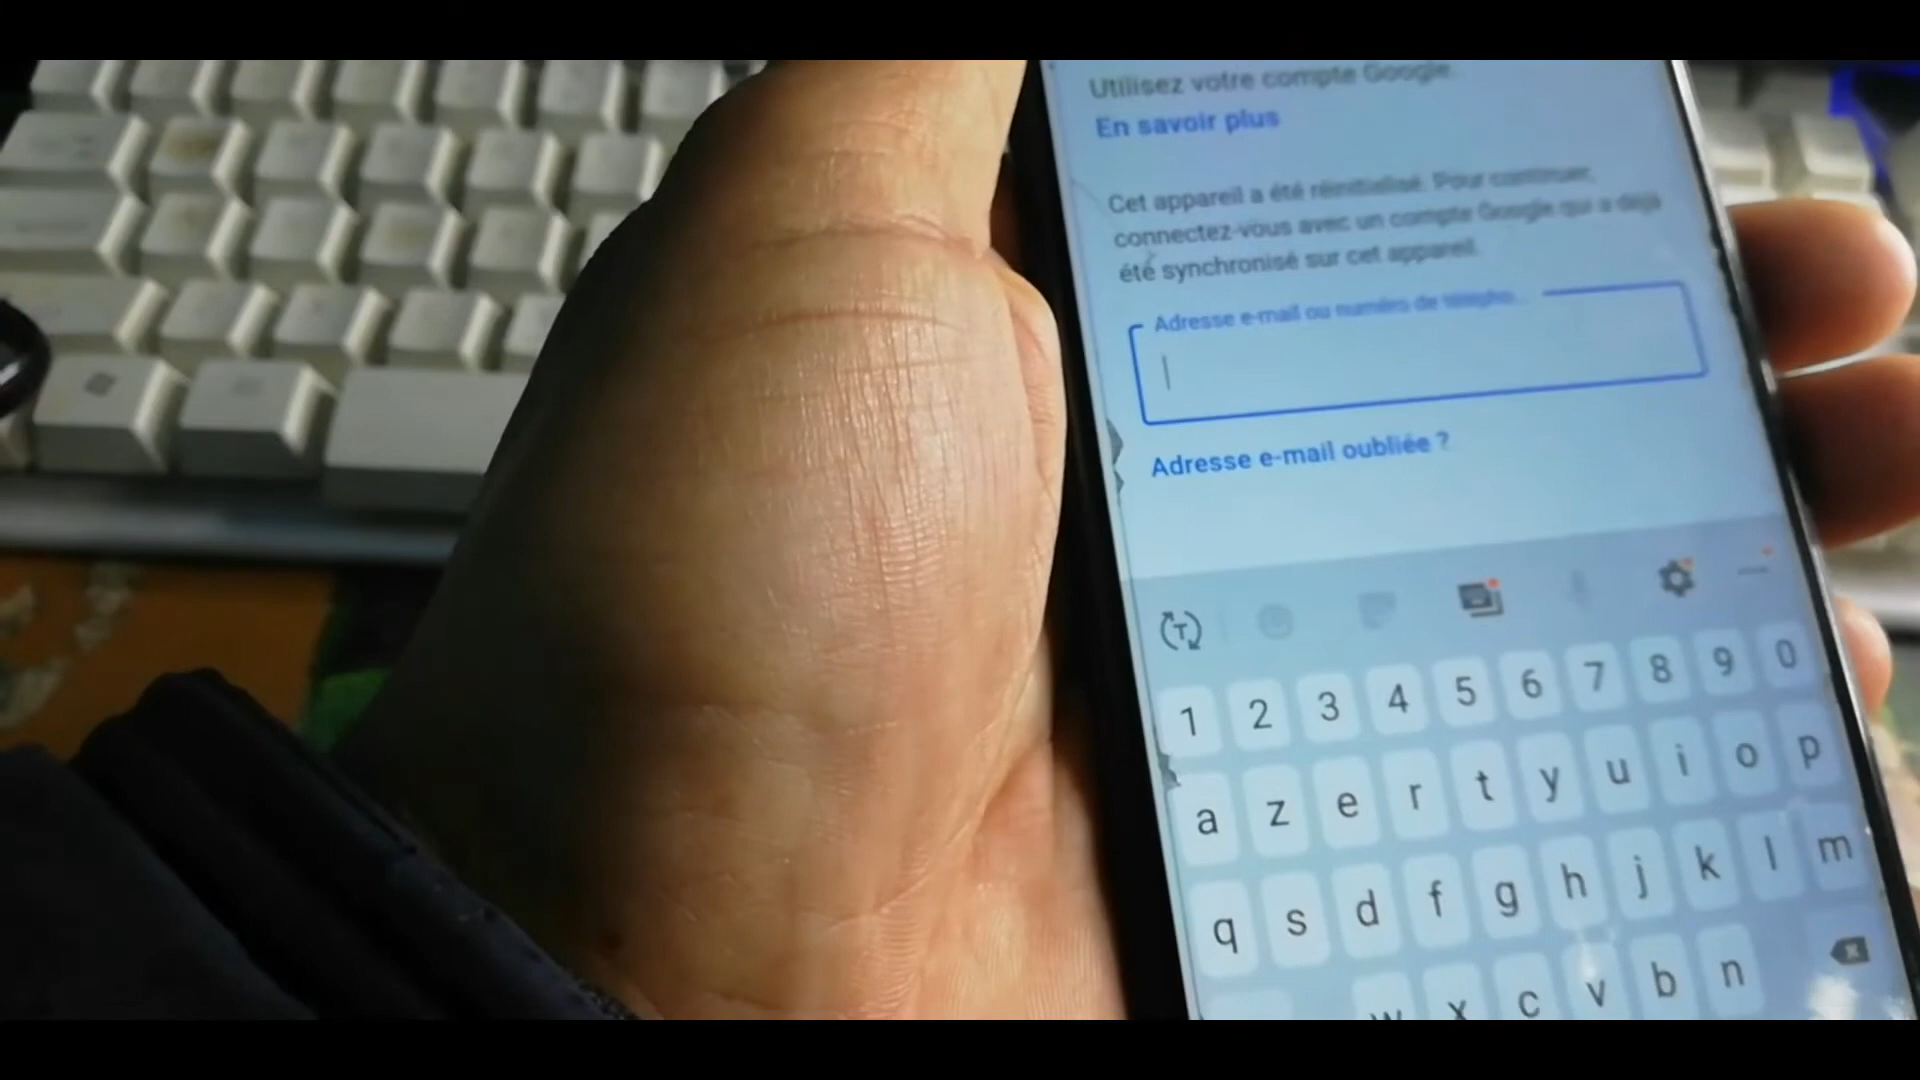 Utilisez votre compte Google.
En savoir plus
Cet appareil a été réinitialisé. Pour continuer,
connectez-vous avec un compte Google qui a déjà
été synchronisé sur cet appareil.
Adresse e-mail ou numéro de télépho...
Adresse e-mail oubliée ?
1 2 3 4 5 6 7 8 9 0
a z e r t y u i o p
q s d f g h j k l m
w x c v b n